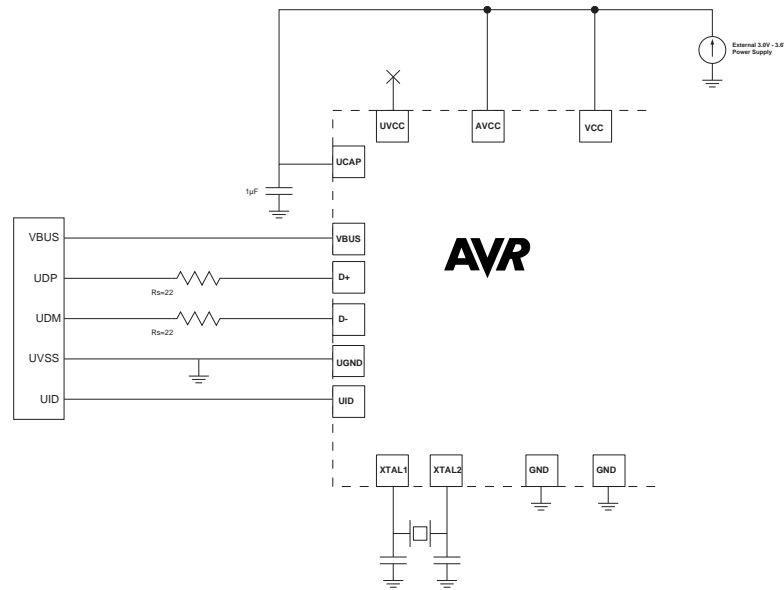 External 3.0V - 3.6V
Power Supply
UVCC
AVCC
VCC
UCAP
1µF
VBUS
VBUS
UDP
D+
Rs=22
UDM
D-
Rs=22
UVSS
UGND
UID
UID
AVR
XTAL1
XTAL2
GND
GND